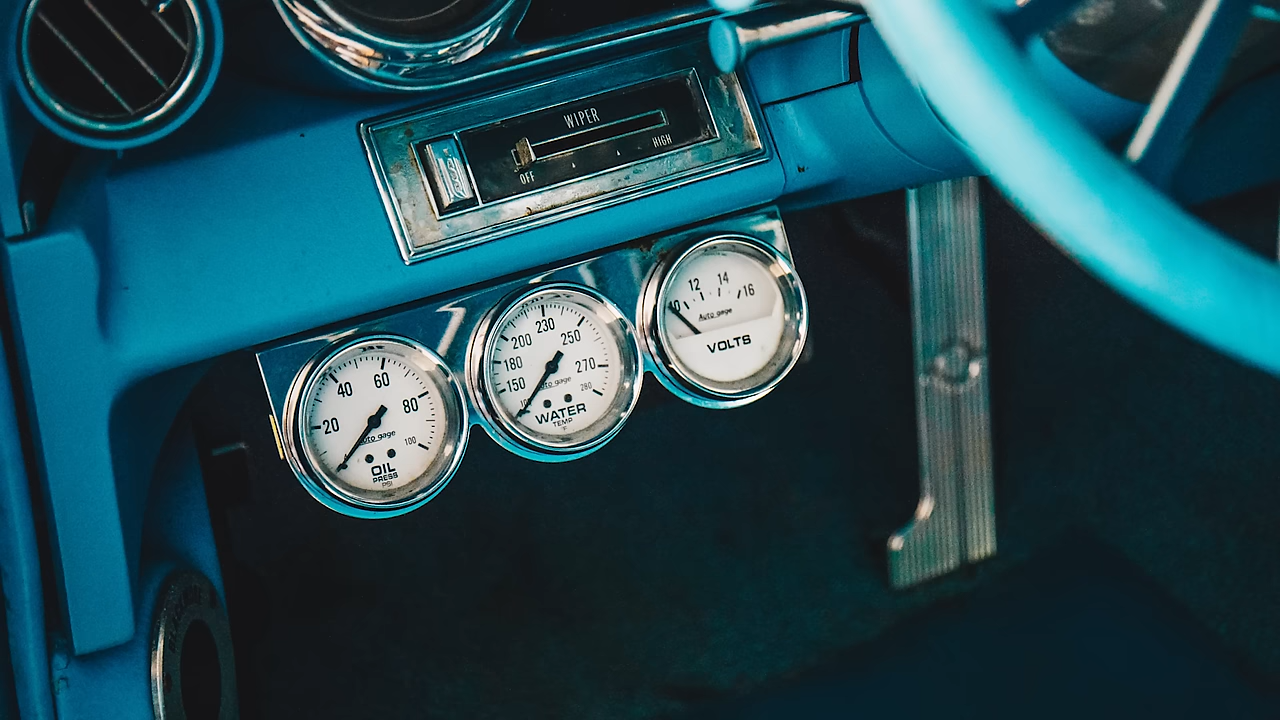 WIPER
OFF
HIGH
20
40
60
80
100
OIL
PRESS
PSI
150
180
200
230
250
270
280
auto gage
WATER
TEMP
°F
10
12
14
16
Auto gage
VOLTS